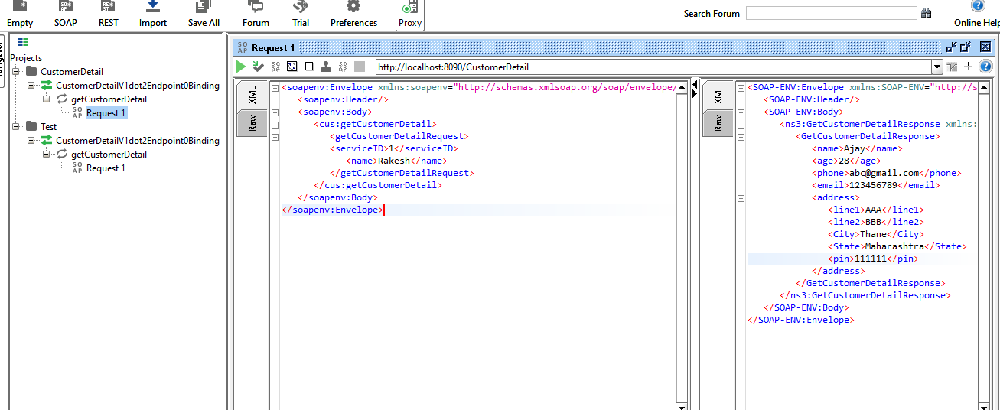 Empty SOAP REST Import Save All Forum Trial Preferences Proxy Search Forum Online Help
Projects
CustomerDetail
CustomerDetailV1dot2Endpoint0Binding
getCustomerDetail
Request 1
Test
CustomerDetailV1dot2Endpoint0Binding
getCustomerDetail
Request 1
Request 1
http://localhost:8090/CustomerDetail
XML
Raw
<soapenv:Envelope xmlns:soapenv="http://schemas.xmlsoap.org/soap/envelope/
<soapenv:Header/>
<soapenv:Body>
<cus:getCustomerDetail>
<getCustomerDetailRequest>
<serviceID>1</serviceID>
<name>Rakesh</name>
</getCustomerDetailRequest>
</cus:getCustomerDetail>
</soapenv:Body>
</soapenv:Envelope>
XML
Raw
<SOAP-ENV:Envelope xmlns:SOAP-ENV="http://s
<SOAP-ENV:Header/>
<SOAP-ENV:Body>
<ns3:GetCustomerDetailResponse xmlns:
<GetCustomerDetailResponse>
<name>Ajay</name>
<age>28</age>
<phone>abc@gmail.com</phone>
<email>123456789</email>
<address>
<line1>AAA</line1>
<line2>BBB</line2>
<City>Thane</City>
<State>Maharashtra</State>
<pin>111111</pin>
</address>
</GetCustomerDetailResponse>
</ns3:GetCustomerDetailResponse>
</SOAP-ENV:Body>
</SOAP-ENV:Envelope>